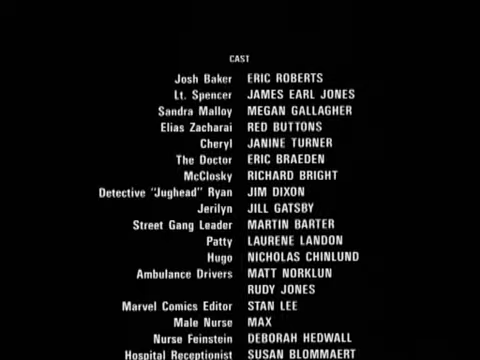 CAST
Josh Baker ERIC ROBERTS
Lt. Spencer JAMES EARL JONES
Sandra Malloy MEGAN GALLAGHER
Elias Zacharai RED BUTTONS
Cheryl JANINE TURNER
The Doctor ERIC BRAEDEN
McClosky RICHARD BRIGHT
Detective "Jughead" Ryan JIM DIXON
Jerilyn JILL GATSBY
Street Gang Leader MARTIN BARTER
Patty LAURENE LANDON
Hugo NICHOLAS CHINLUND
Ambulance Drivers MATT NORKLUN
RUDY JONES
Marvel Comics Editor STAN LEE
Male Nurse MAX
Nurse Feinstein DEBORAH HEDWALL
Hospital Receptionist SUSAN BLOMMAERT